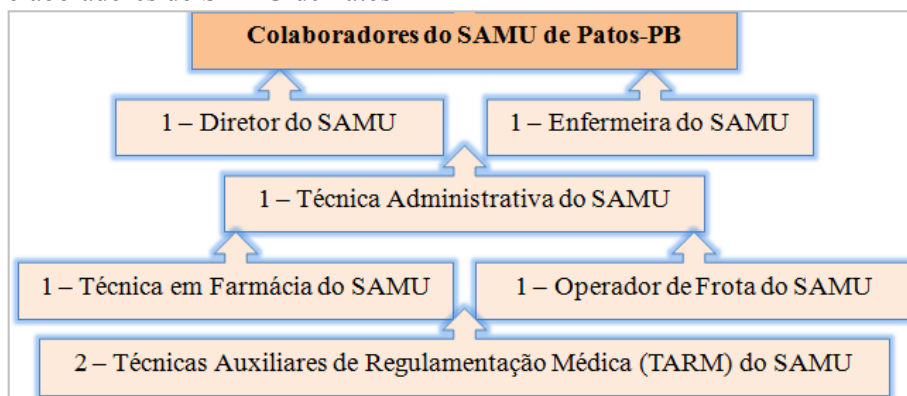 Colaboradores do SAMU de Patos-PB
1 – Diretor do SAMU
1 – Enfermeira do SAMU
1 – Técnica Administrativa do SAMU
1 – Técnica em Farmácia do SAMU
1 – Operador de Frota do SAMU
2 – Técnicas Auxiliares de Regulamentação Médica (TARM) do SAMU